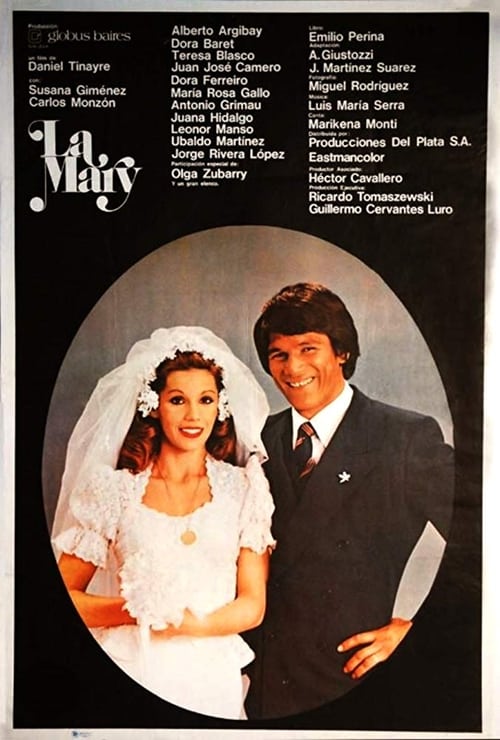 Producción
globus baires
un film de
Daniel Tinayre
con:
Susana Giménez
Carlos Monzón
La
Mary
Alberto Argibay
Dora Baret
Teresa Blasco
Juan José Camero
Dora Ferreiro
María Rosa Gallo
Antonio Grimau
Juana Hidalgo
Leonor Manso
Ubaldo Martínez
Jorge Rivera López
Participación especial de:
Olga Zubarry
Y un gran elenco.
Libro:
Emilio Perina
Adaptación
A. Giustozzi
J. Martínez Suarez
Fotografía:
Miguel Rodríguez
Música:
Luis María Serra
Canta:
Marikena Monti
Distribuida por:
Producciones Del Plata S.A.
Eastmancolor
Productor Asociado:
Héctor Cavallero
Producción Ejecutiva:
Ricardo Tomaszewski
Guillermo Cervantes Luro